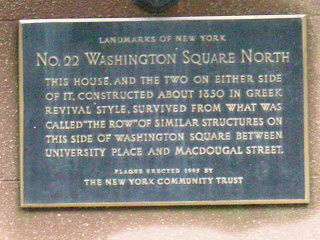 LANDMARKS OF NEW YORK
NO. 22 WASHINGTON SQUARE NORTH
THIS HOUSE, AND THE TWO ON EITHER SIDE
OF IT, CONSTRUCTED ABOUT 1830 IN GREEK
REVIVAL STYLE, SURVIVED FROM WHAT WAS
CALLED "THE ROW" OF SIMILAR STRUCTURES ON
THIS SIDE OF WASHINGTON SQUARE BETWEEN
UNIVERSITY PLACE AND MACDOUGAL STREET.
PLAQUE ERECTED BY
THE NEW YORK COMMUNITY TRUST